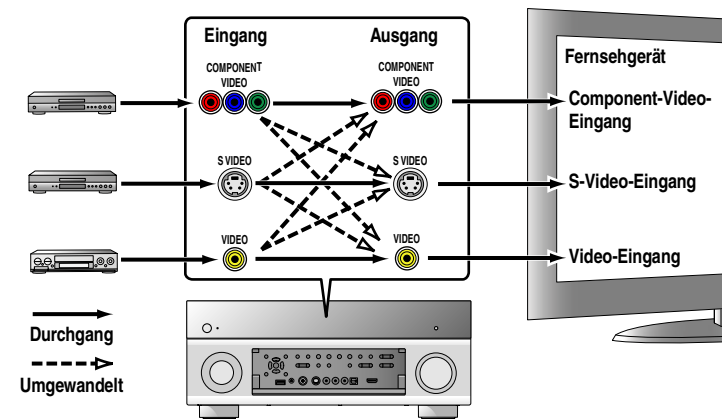 Eingang
Ausgang
Fernsehgerät
COMPONENT
VIDEO
COMPONENT
VIDEO
Component-Video-
Eingang
S VIDEO
S VIDEO
S-Video-Eingang
VIDEO
VIDEO
Video-Eingang
Durchgang
Umgewandelt